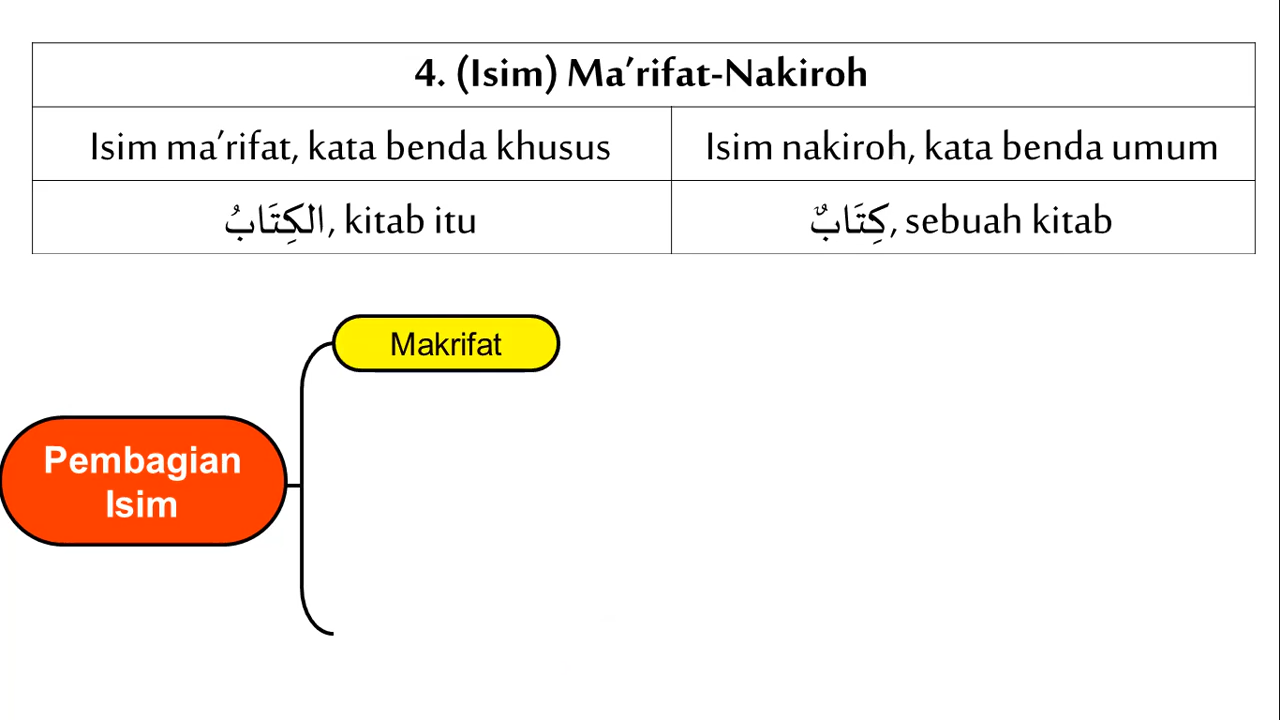 4. (Isim) Ma’rifat-Nakiroh
Isim ma’rifat, kata benda khusus
Isim nakiroh, kata benda umum
الكِتَابُ, kitab itu
كِتَابٌ, sebuah kitab
Makrifat
Pembagian
Isim